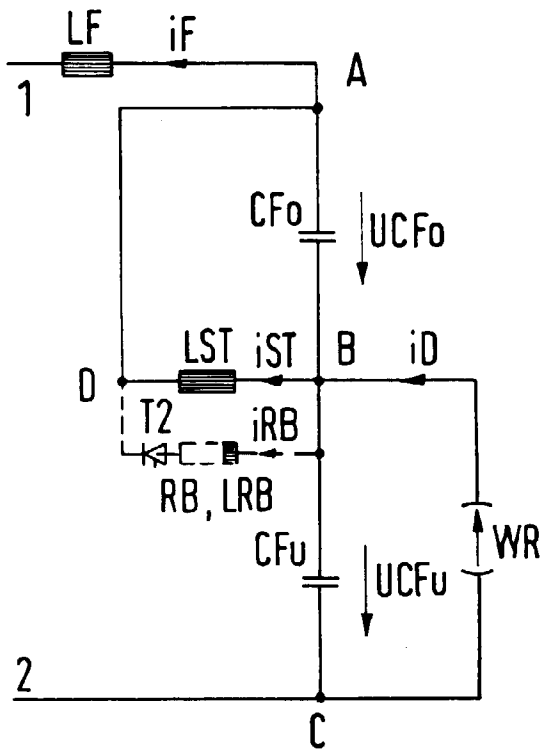 LF
iF
A
1
CFo
UCFo
LST
iST
B
iD
D
T2
iRB
RB, LRB
WR
CFu
UCFu
2
C